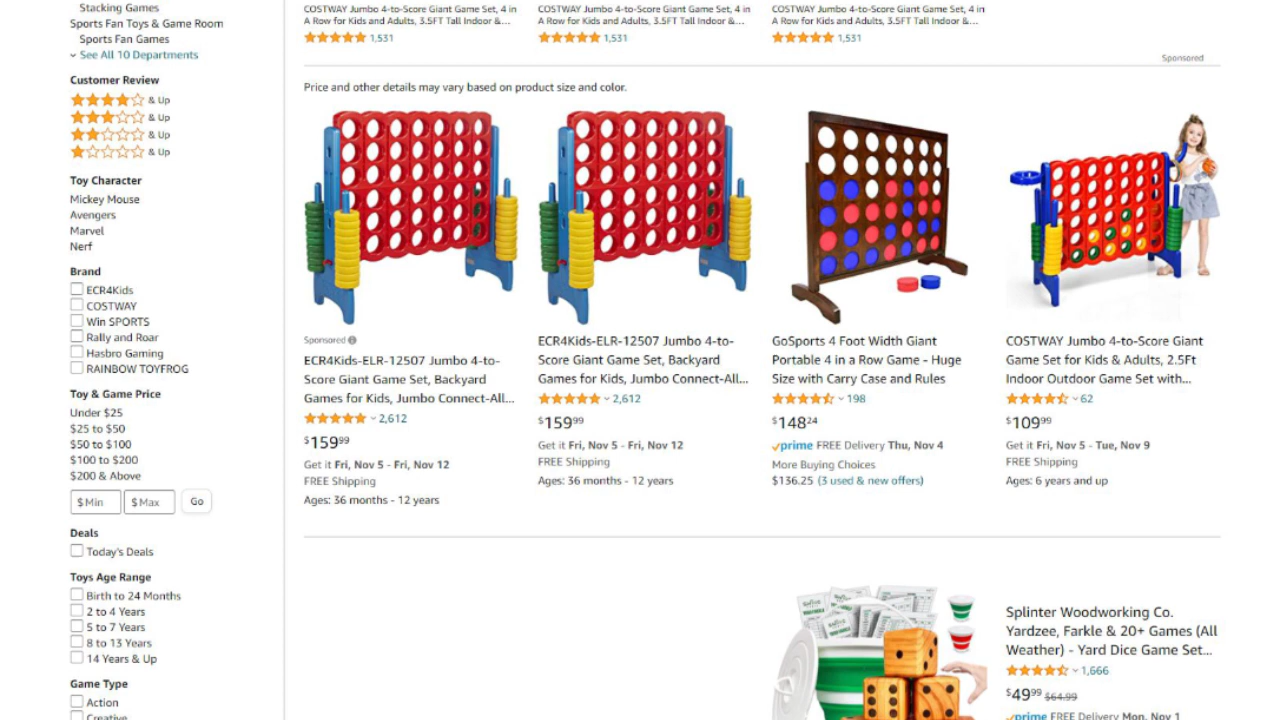 Stacking Games
Sports Fan Toys & Game Room
Sports Fan Games
See All 10 Departments
Customer Review
& Up
& Up
& Up
& Up
Toy Character
Mickey Mouse
Avengers
Marvel
Nerf
Brand
ECR4Kids
COSTWAY
Win SPORTS
Rally and Roar
Hasbro Gaming
RAINBOW TOYFROG
Toy & Game Price
Under $25
$25 to $50
$50 to $100
$100 to $200
$200 & Above
$ Min $ Max Go
Deals
Today's Deals
Toys Age Range
Birth to 24 Months
2 to 4 Years
5 to 7 Years
8 to 13 Years
14 Years & Up
Game Type
Action
Creative
COSTWAY Jumbo 4-to-Score Giant Game Set, 4 in
A Row for Kids and Adults, 3.5FT Tall Indoor &...
1,531
COSTWAY Jumbo 4-to-Score Giant Game Set, 4 in
A Row for Kids and Adults, 3.5FT Tall Indoor &...
1,531
COSTWAY Jumbo 4-to-Score Giant Game Set, 4 in
A Row for Kids and Adults, 3.5FT Tall Indoor &...
1,531
Sponsored
Price and other details may vary based on product size and color.
Sponsored
ECR4Kids-ELR-12507 Jumbo 4-to-
Score Giant Game Set, Backyard
Games for Kids, Jumbo Connect-All...
2,612
$15999
Get it Fri, Nov 5 - Fri, Nov 12
FREE Shipping
Ages: 36 months - 12 years
ECR4Kids-ELR-12507 Jumbo 4-to-
Score Giant Game Set, Backyard
Games for Kids, Jumbo Connect-All...
2,612
$15999
Get it Fri, Nov 5 - Fri, Nov 12
FREE Shipping
Ages: 36 months - 12 years
GoSports 4 Foot Width Giant
Portable 4 in a Row Game - Huge
Size with Carry Case and Rules
198
$14824
prime FREE Delivery Thu, Nov 4
More Buying Choices
$136.25 (3 used & new offers)
COSTWAY Jumbo 4-to-Score Giant
Game Set for Kids & Adults, 2.5Ft
Indoor Outdoor Game Set with...
62
$10999
Get it Fri, Nov 5 - Tue, Nov 9
FREE Shipping
Ages: 6 years and up
Splinter Woodworking Co.
Yardzee, Farkle & 20+ Games (All
Weather) - Yard Dice Game Set...
1,666
$4999 $64.99
prime FREE Delivery Mon, Nov 1